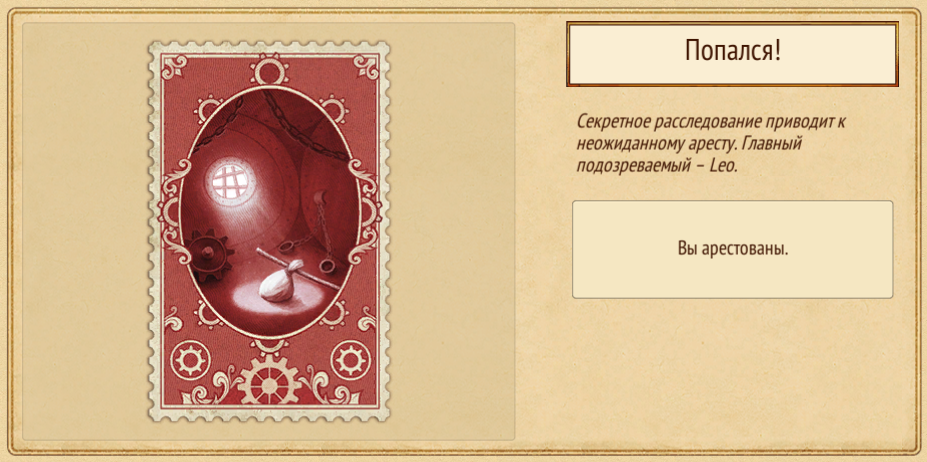 Попался!
Секретное расследование приводит к
неожиданному аресту. Главный
подозреваемый – Leo.
Вы арестованы.